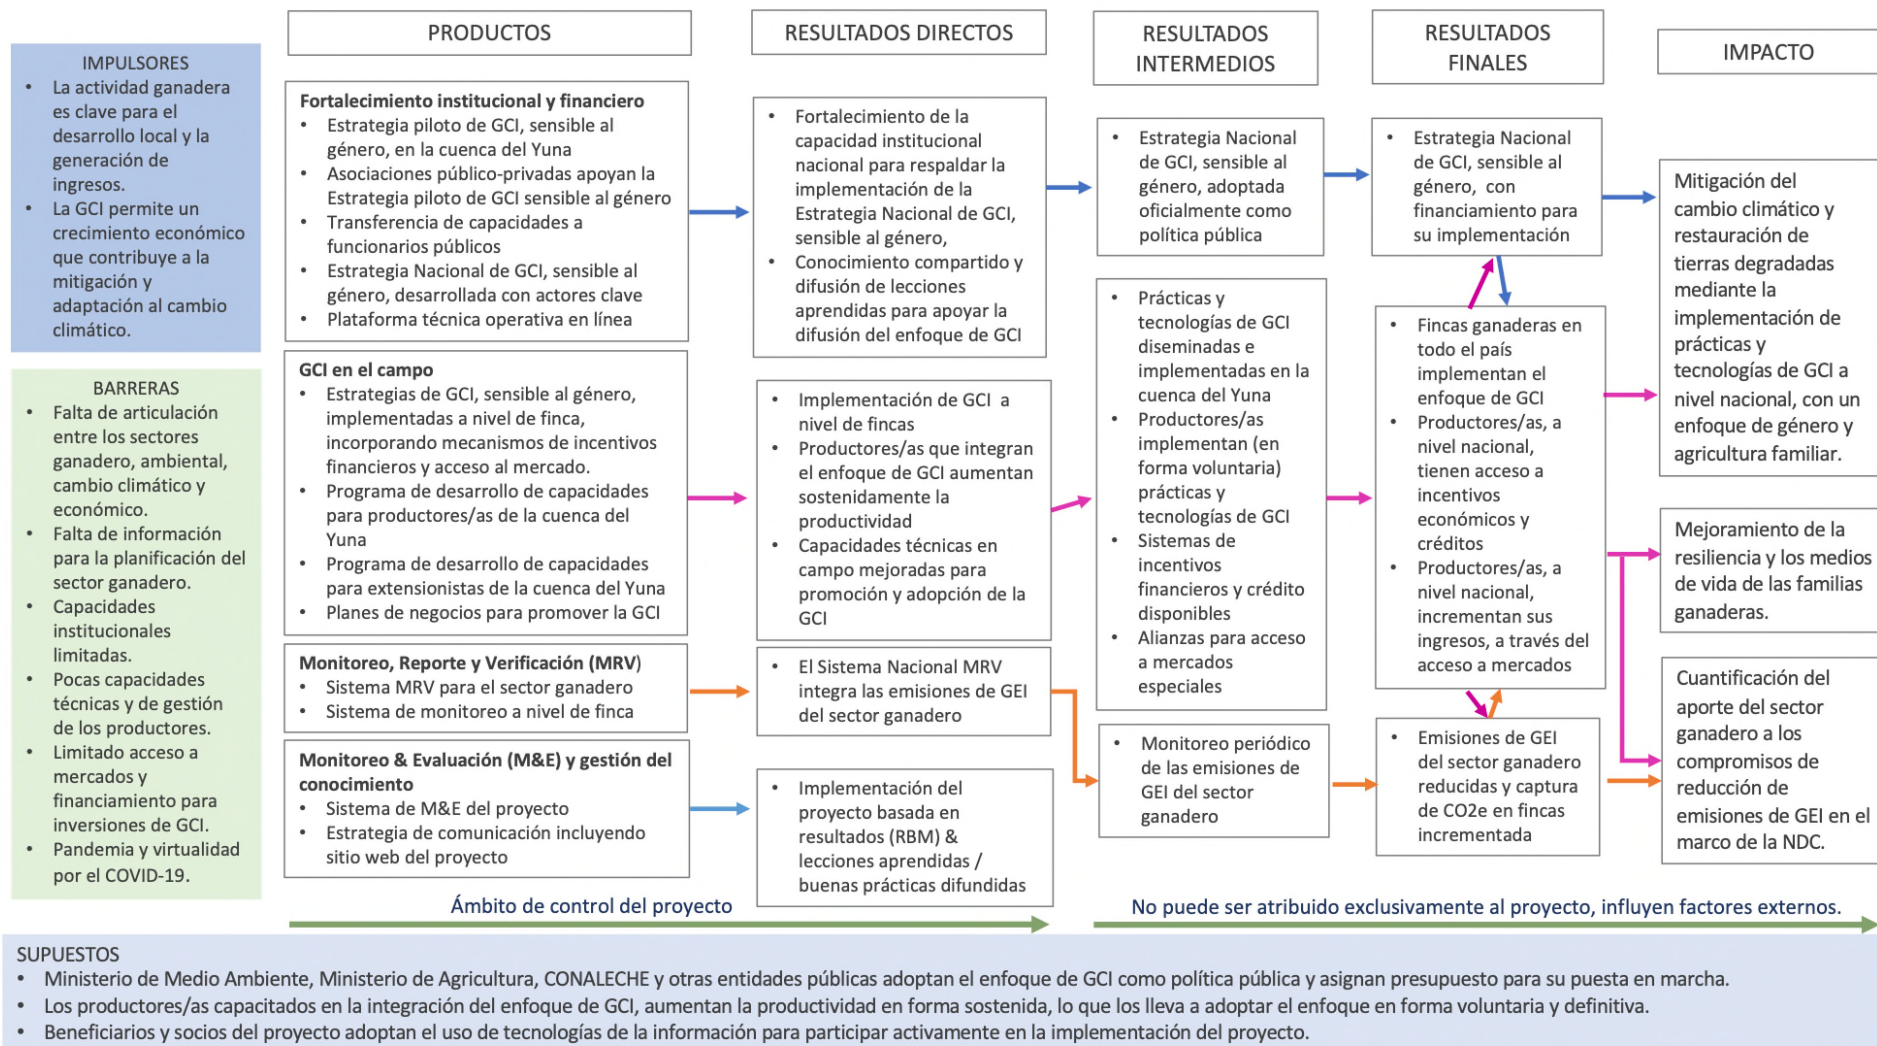 PRODUCTOS
RESULTADOS DIRECTOS
RESULTADOS
INTERMEDIOS
RESULTADOS
FINALES
IMPACTO
IMPULSORES
• La actividad ganadera
es clave para el
desarrollo local y la
generación de
ingresos.
• La GCI permite un
crecimiento económico
que contribuye a la
mitigación y
adaptación al cambio
climático.
BARRERAS
• Falta de articulación
entre los sectores
ganadero, ambiental,
cambio climático y
económico.
• Falta de información
para la planificación del
sector ganadero.
• Capacidades
institucionales
limitadas.
• Pocas capacidades
técnicas y de gestión
de los productores.
• Limitado acceso a
mercados y
financiamiento para
inversiones de GCI.
• Pandemia y virtualidad
por el COVID-19.
Fortalecimiento institucional y financiero
• Estrategia piloto de GCI, sensible al
género, en la cuenca del Yuna
• Asociaciones público-privadas apoyan la
Estrategia piloto de GCI sensible al género
• Transferencia de capacidades a
funcionarios públicos
• Estrategia Nacional de GCI, sensible al
género, desarrollada con actores clave
• Plataforma técnica operativa en línea
GCI en el campo
• Estrategias de GCI, sensible al género,
implementadas a nivel de finca,
incorporando mecanismos de incentivos
financieros y acceso al mercado.
• Programa de desarrollo de capacidades
para productores/as de la cuenca del
Yuna
• Programa de desarrollo de capacidades
para extensionistas de la cuenca del Yuna
• Planes de negocios para promover la GCI
Monitoreo, Reporte y Verificación (MRV)
• Sistema MRV para el sector ganadero
• Sistema de monitoreo a nivel de finca
Monitoreo & Evaluación (M&E) y gestión del
conocimiento
• Sistema de M&E del proyecto
• Estrategia de comunicación incluyendo
sitio web del proyecto
• Fortalecimiento de la
capacidad institucional
nacional para respaldar la
implementación de la
Estrategia Nacional de GCI,
sensible al género,
• Conocimiento compartido y
difusión de lecciones
aprendidas para apoyar la
difusión del enfoque de GCI
• Implementación de GCI a
nivel de fincas
• Productores/as que integran
el enfoque de GCI aumentan
sostenidamente la
productividad
• Capacidades técnicas en
campo mejoradas para
promoción y adopción de la
GCI
• El Sistema Nacional MRV
integra las emisiones de GEI
del sector ganadero
• Implementación del
proyecto basada en
resultados (RBM) &
lecciones aprendidas /
buenas prácticas difundidas
• Estrategia Nacional
de GCI, sensible al
género, adoptada
oficialmente como
política pública
• Prácticas y
tecnologías de GCI
diseminadas e
implementadas en la
cuenca del Yuna
• Productores/as
implementan (en
forma voluntaria)
prácticas y
tecnologías de GCI
• Sistemas de
incentivos
financieros y crédito
disponibles
• Alianzas para acceso
a mercados
especiales
• Monitoreo periódico
de las emisiones de
GEI del sector
ganadero
• Estrategia Nacional
de GCI, sensible al
género, con
financiamiento para
su implementación
• Fincas ganaderas en
todo el país
implementan el
enfoque de GCI
• Productores/as, a
nivel nacional,
tienen acceso a
incentivos
económicos y
créditos
• Productores/as, a
nivel nacional,
incrementan sus
ingresos, a través del
acceso a mercados
• Emisiones de GEI
del sector ganadero
reducidas y captura
de CO2e en fincas
incrementada
Mitigación del
cambio climático y
restauración de
tierras degradadas
mediante la
implementación de
prácticas y
tecnologías de GCI a
nivel nacional, con un
enfoque de género y
agricultura familiar.
Mejoramiento de la
resiliencia y los medios
de vida de las familias
ganaderas.
Cuantificación del
aporte del sector
ganadero a los
compromisos de
reducción de
emisiones de GEI en el
marco de la NDC.
Ámbito de control del proyecto
No puede ser atribuido exclusivamente al proyecto, influyen factores externos.
SUPUESTOS
• Ministerio de Medio Ambiente, Ministerio de Agricultura, CONALECHE y otras entidades públicas adoptan el enfoque de GCI como política pública y asignan presupuesto para su puesta en marcha.
• Los productores/as capacitados en la integración del enfoque de GCI, aumentan la productividad en forma sostenida, lo que los lleva a adoptar el enfoque en forma voluntaria y definitiva.
• Beneficiarios y socios del proyecto adoptan el uso de tecnologías de la información para participar activamente en la implementación del proyecto.